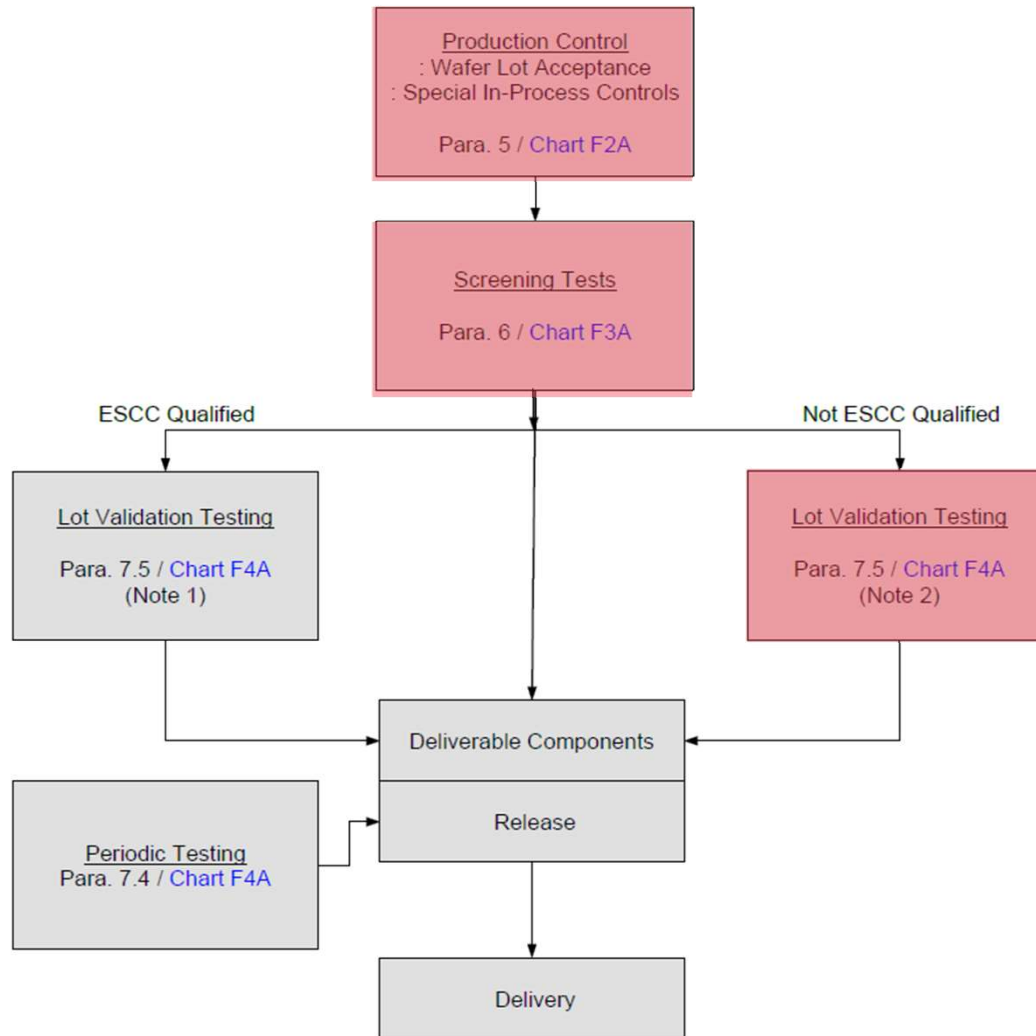 Production Control
: Wafer Lot Acceptance
: Special In-Process Controls
Para. 5 / Chart F2A
Screening Tests
Para. 6 / Chart F3A
ESCC Qualified
Not ESCC Qualified
Lot Validation Testing
Para. 7.5 / Chart F4A
(Note 1)
Lot Validation Testing
Para. 7.5 / Chart F4A
(Note 2)
Deliverable Components
Release
Periodic Testing
Para. 7.4 / Chart F4A
Delivery